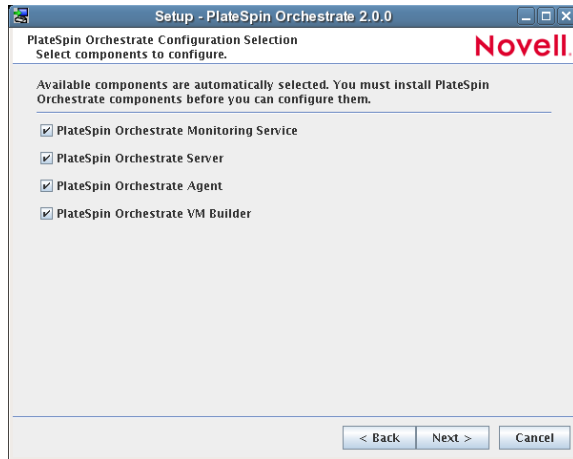 Setup - PlateSpin Orchestrate 2.0.0
PlateSpin Orchestrate Configuration Selection
Select components to configure.
Novell.
Available components are automatically selected. You must install PlateSpin
Orchestrate components before you can configure them.
PlateSpin Orchestrate Monitoring Service
PlateSpin Orchestrate Server
PlateSpin Orchestrate Agent
PlateSpin Orchestrate VM Builder
< Back Next > Cancel